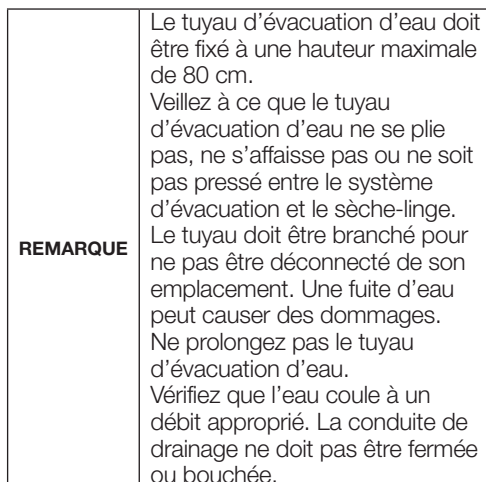 Le tuyau d’évacuation d’eau doit
être fixé à une hauteur maximale
de 80 cm.
Veillez à ce que le tuyau
d’évacuation d’eau ne se plie
pas, ne s’affaisse pas ou ne soit
pas pressé entre le système
d’évacuation et le sèche-linge.
REMARQUE
Le tuyau doit être branché pour
ne pas être déconnecté de son
emplacement. Une fuite d’eau
peut causer des dommages.
Ne prolongez pas le tuyau
d’évacuation d’eau.
Vérifiez que l’eau coule à un
débit approprié. La conduite de
drainage ne doit pas être fermée
ou bouchée.